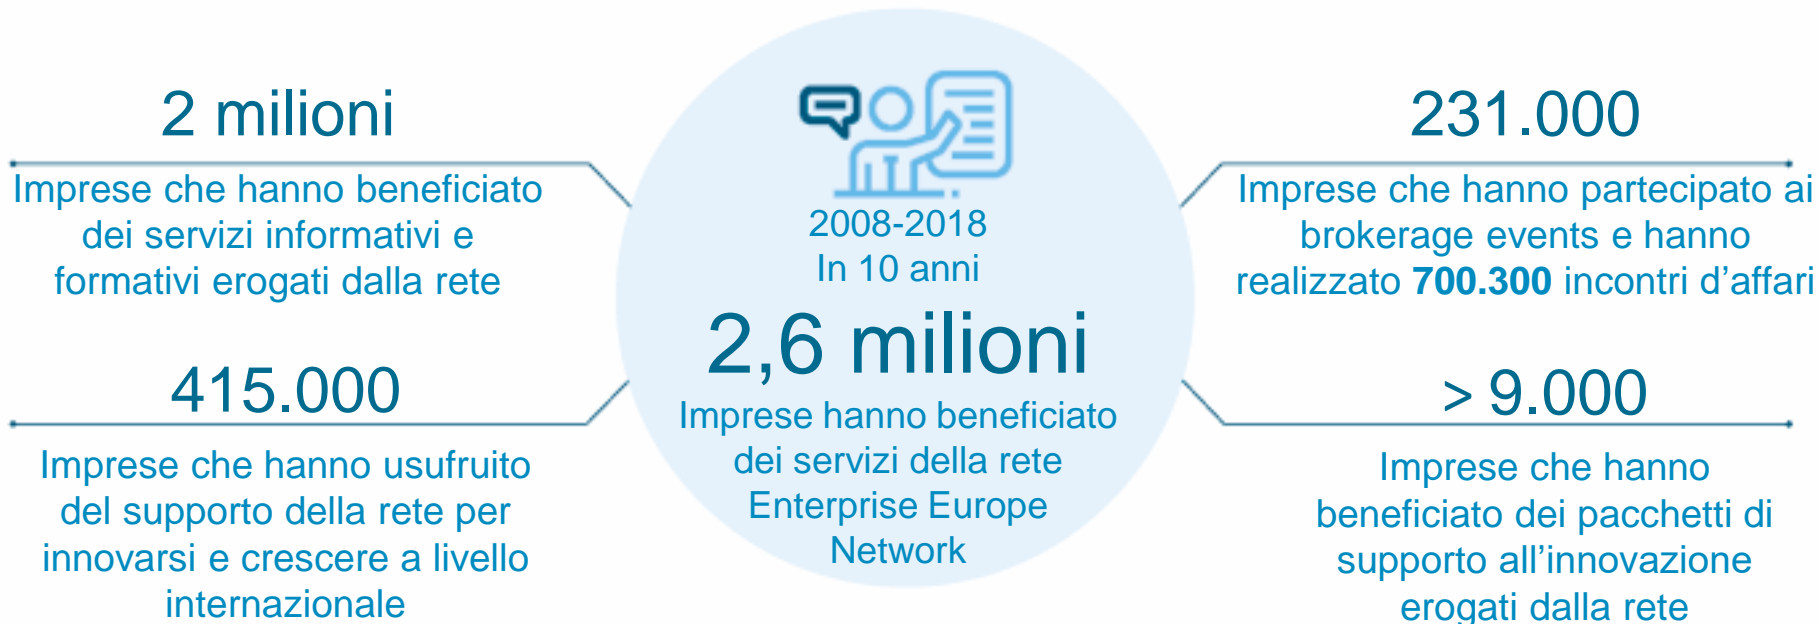 2 milioni
Imprese che hanno beneficiato
dei servizi informativi e
formativi erogati dalla rete
415.000
Imprese che hanno usufruito
del supporto della rete per
innovarsi e crescere a livello
internazionale
2008-2018
In 10 anni
2,6 milioni
Imprese hanno beneficiato
dei servizi della rete
Enterprise Europe
Network
231.000
Imprese che hanno partecipato ai
brokerage events e hanno
realizzato 700.300 incontri d’affari
> 9.000
Imprese che hanno
beneficiato dei pacchetti di
supporto all’innovazione
erogati dalla rete